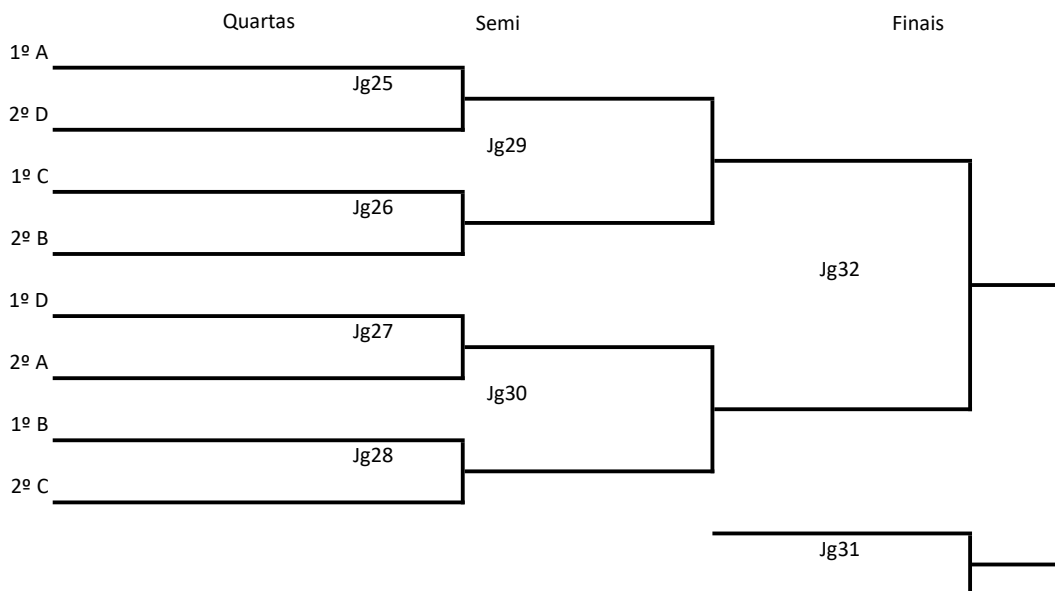 Quartas Semi Finais
1º A
Jg25
2º D
Jg29
1º C
Jg26
2º B
Jg32
1º D
Jg27
2º A
Jg30
1º B
Jg28
2º C
Jg31